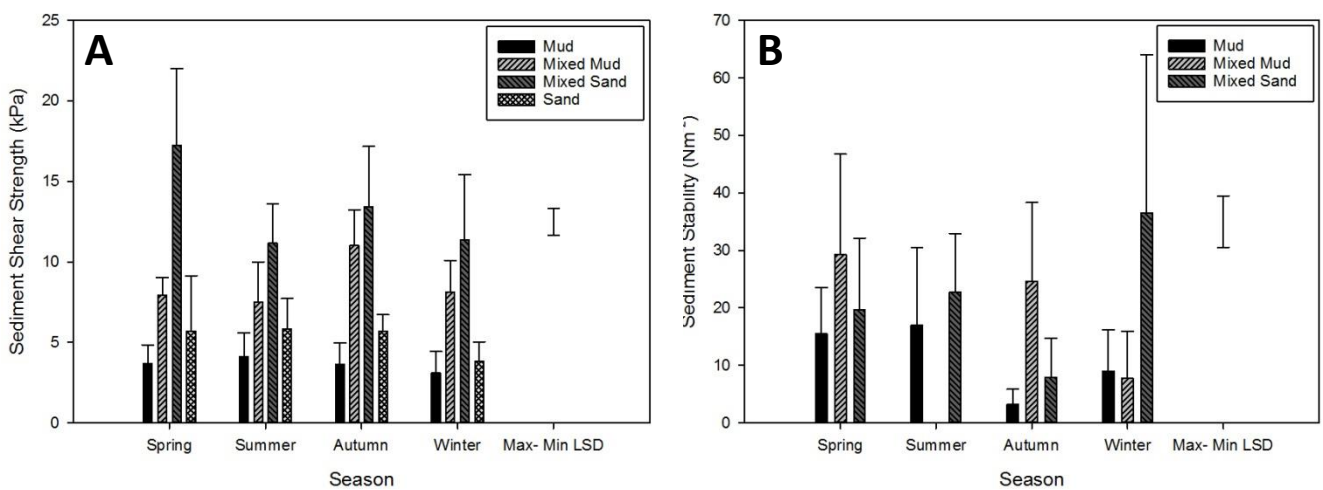 A
Sediment Shear Strength (kPa)
25
20
15
10
5
0
Mud
Mixed Mud
Mixed Sand
Sand
Spring Summer Autumn Winter Max- Min LSD
Season
B
Sediment Stability (Nm⁻²)
70
60
50
40
30
20
10
0
Mud
Mixed Mud
Mixed Sand
Spring Summer Autumn Winter Max- Min LSD
Season